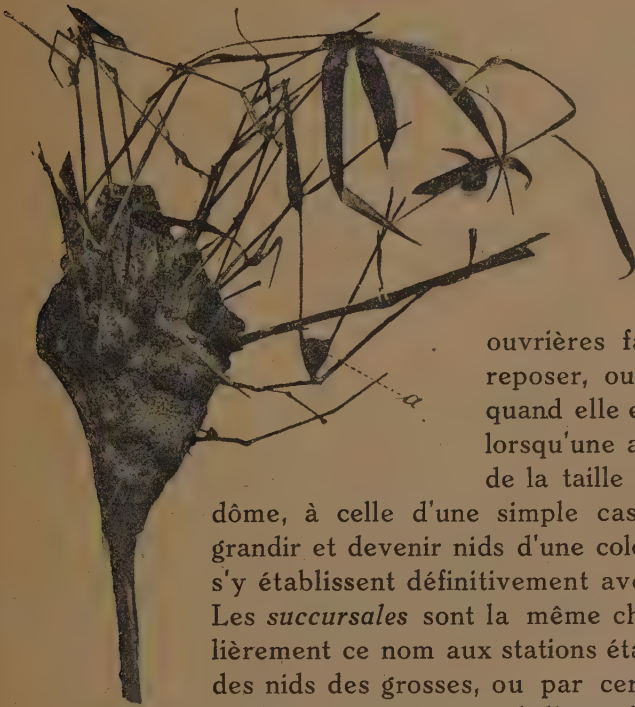 a
ouvrières fa
reposer, ou
quand elle e
lorsqu'une a
de la taille
dôme, à celle d'une simple cas
grandir et devenir nids d'une colo
s'y établissent définitivement ave
Les succursales sont la même ch
lièrement ce nom aux stations éta
des nids des grosses, ou par cer